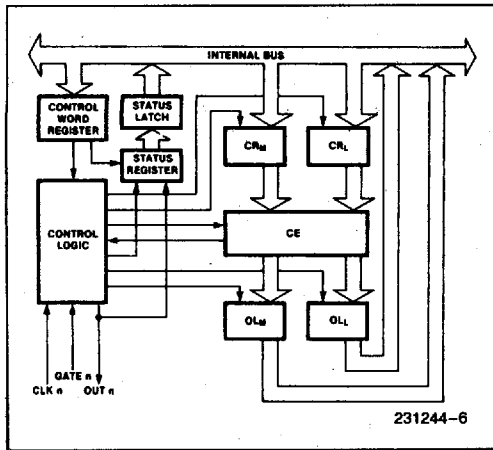 INTERNAL BUS
CONTROL
WORD
REGISTER
STATUS
LATCH
STATUS
REGISTER
CRM
CRL
CONTROL
LOGIC
CE
OLM
OLL
GATE n
CLK n
OUT n
231244-6